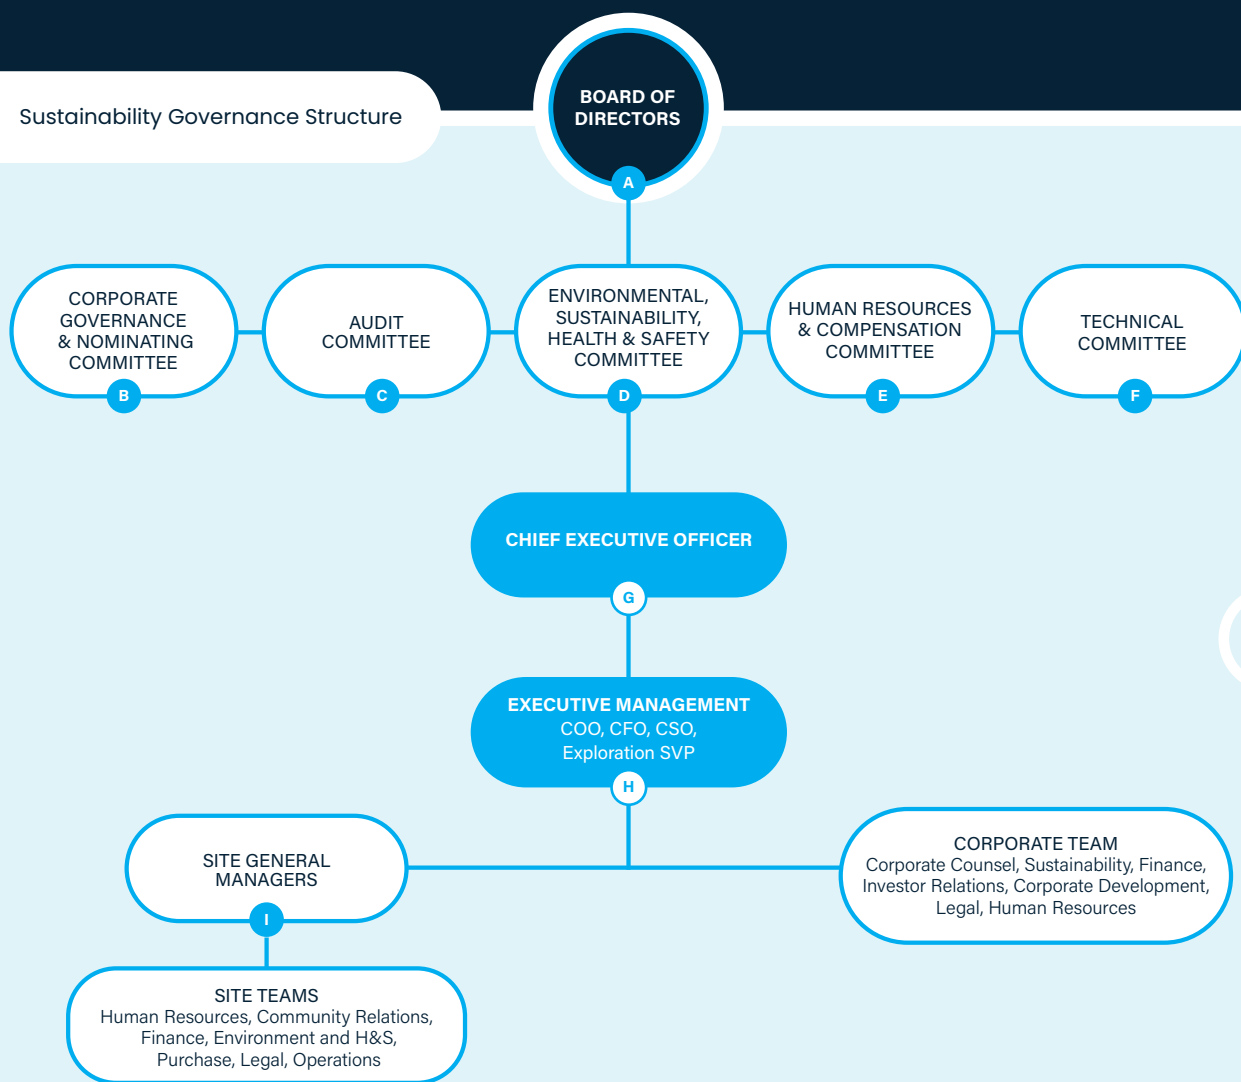 Sustainability Governance Structure
BOARD OF
DIRECTORS
A
CORPORATE
GOVERNANCE
& NOMINATING
COMMITTEE
B
AUDIT
COMMITTEE
C
ENVIRONMENTAL,
SUSTAINABILITY,
HEALTH & SAFETY
COMMITTEE
D
HUMAN RESOURCES
& COMPENSATION
COMMITTEE
E
TECHNICAL
COMMITTEE
F
CHIEF EXECUTIVE OFFICER
G
EXECUTIVE MANAGEMENT
COO, CFO, CSO,
Exploration SVP
H
SITE GENERAL
MANAGERS
I
CORPORATE TEAM
Corporate Counsel, Sustainability, Finance,
Investor Relations, Corporate Development,
Legal, Human Resources
SITE TEAMS
Human Resources, Community Relations,
Finance, Environment and H&S,
Purchase, Legal, Operations